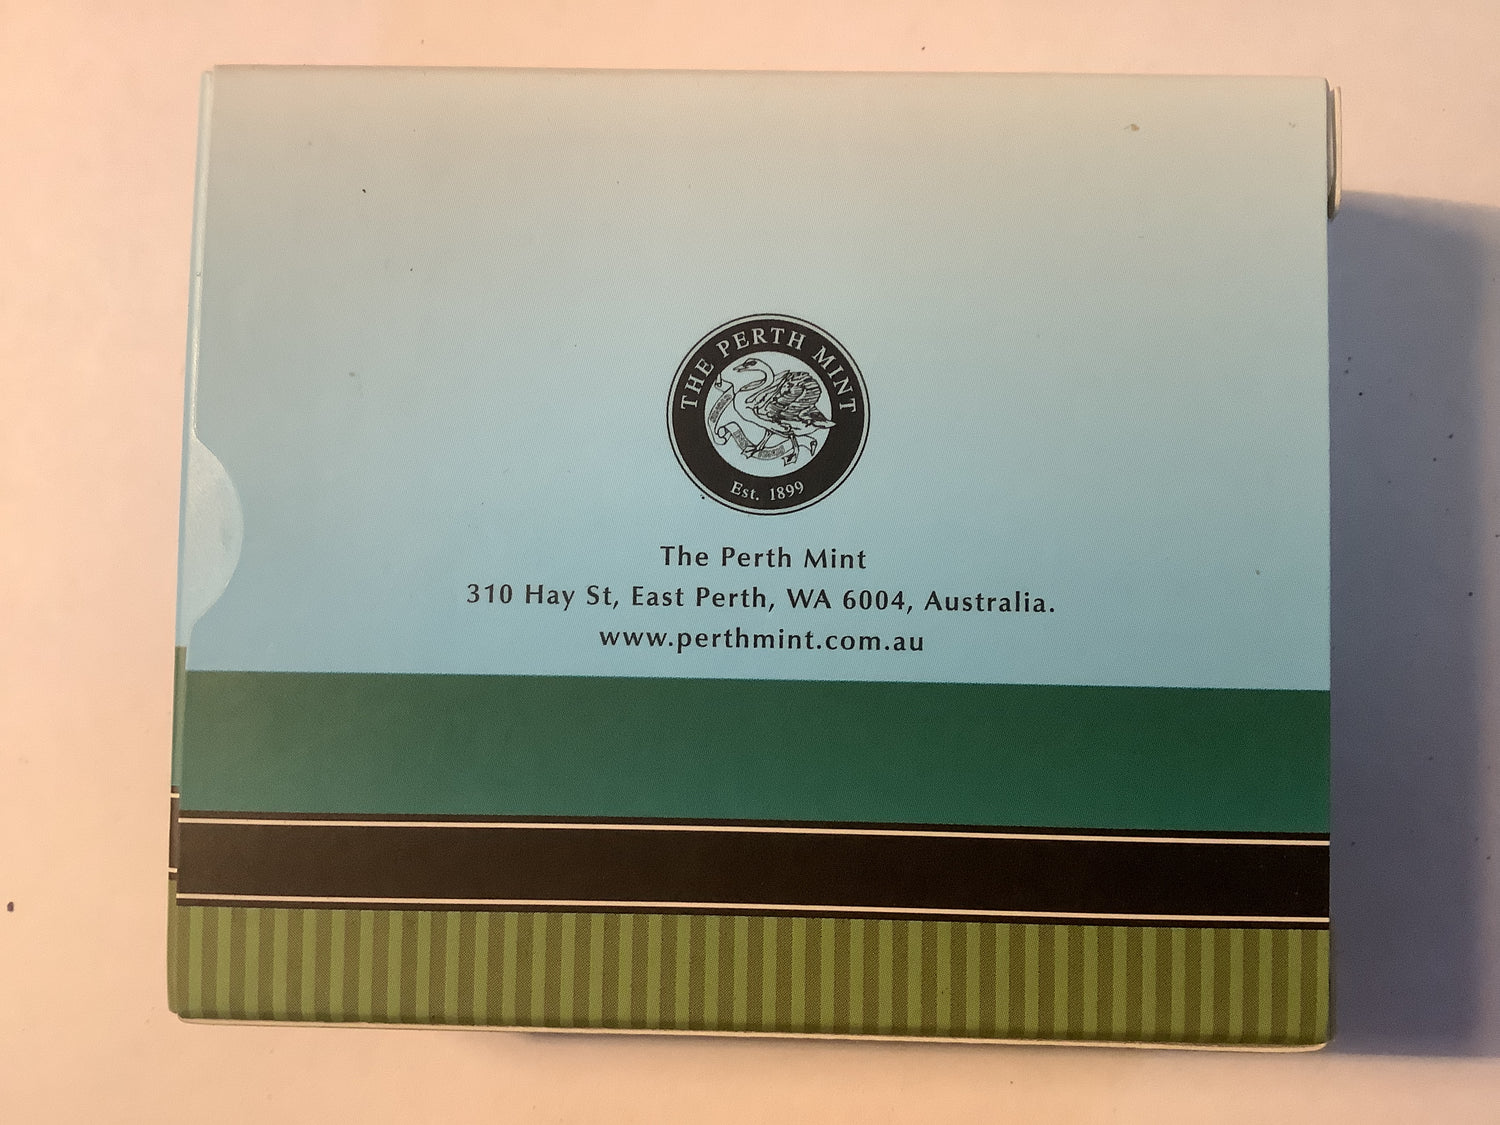 THE PERTH MINT
Est. 1899
The Perth Mint
310 Hay St, East Perth, WA 6004, Australia.
www.perthmint.com.au